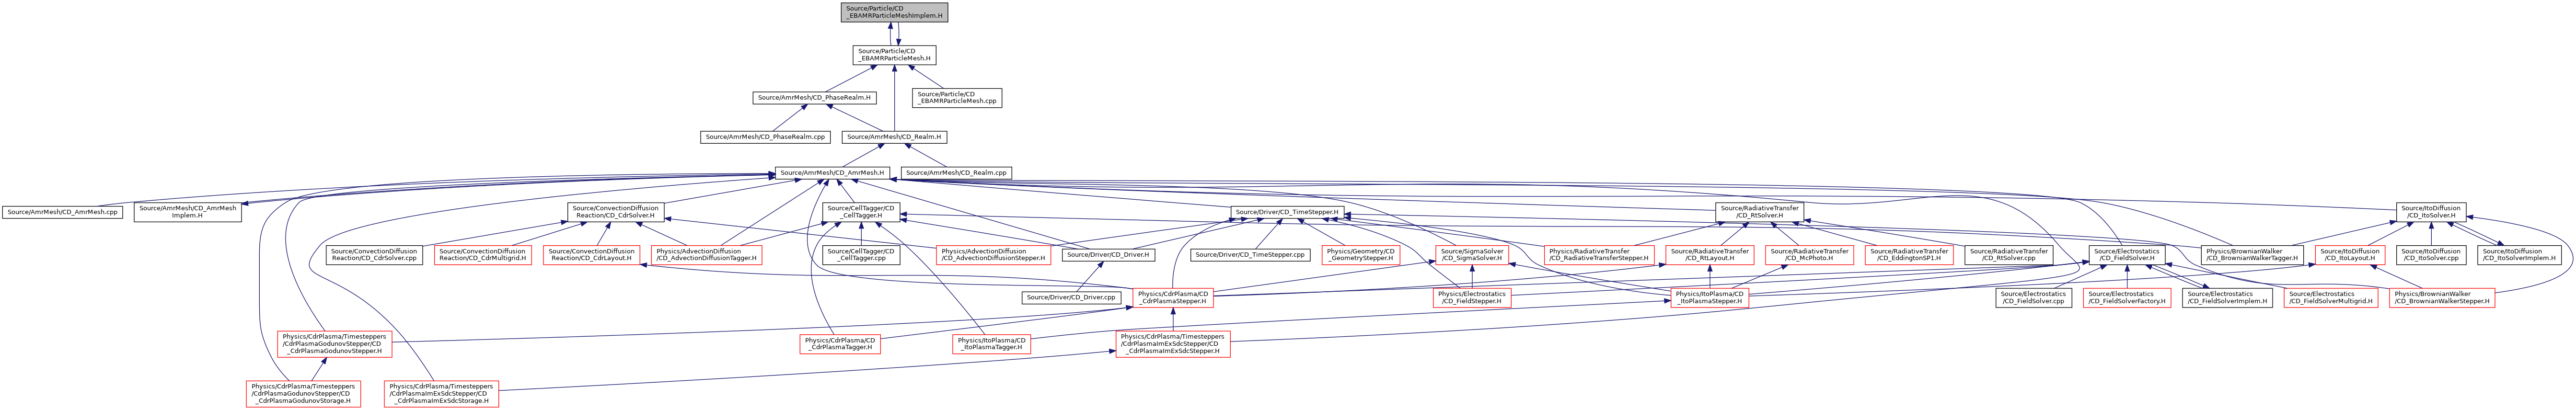 Source/Particle/CD
_EBAMRParticleMeshImplem.H
Source/Particle/CD
_EBAMRParticleMesh.H
Source/AmrMesh/CD_PhaseRealm.H
Source/Particle/CD
_EBAMRParticleMesh.cpp
Source/AmrMesh/CD_PhaseRealm.cpp
Source/AmrMesh/CD_Realm.H
Source/AmrMesh/CD_AmrMesh.H
Source/AmrMesh/CD_Realm.cpp
Source/AmrMesh/CD_AmrMesh.cpp
Source/AmrMesh/CD_AmrMesh
Implem.H
Source/ConvectionDiffusion
Reaction/CD_CdrSolver.H
Source/CellTagger/CD
_CellTagger.H
Source/Driver/CD_TimeStepper.H
Source/RadiativeTransfer
/CD_RtSolver.H
Source/ItoDiffusion
/CD_ItoSolver.H
Source/ConvectionDiffusion
Reaction/CD_CdrSolver.cpp
Source/ConvectionDiffusion
Reaction/CD_CdrMultigrid.H
Source/ConvectionDiffusion
Reaction/CD_CdrLayout.H
Physics/AdvectionDiffusion
/CD_AdvectionDiffusionTagger.H
Source/CellTagger/CD
_CellTagger.cpp
Physics/AdvectionDiffusion
/CD_AdvectionDiffusionStepper.H
Source/Driver/CD_Driver.H
Source/Driver/CD_TimeStepper.cpp
Physics/Geometry/CD
_GeometryStepper.H
Source/SigmaSolver
/CD_SigmaSolver.H
Physics/RadiativeTransfer
/CD_RadiativeTransferStepper.H
Source/RadiativeTransfer
/CD_RtLayout.H
Source/RadiativeTransfer
/CD_McPhoto.H
Source/RadiativeTransfer
/CD_EddingtonSP1.H
Source/RadiativeTransfer
/CD_RtSolver.cpp
Source/Electrostatics
/CD_FieldSolver.H
Physics/BrownianWalker
/CD_BrownianWalkerTagger.H
Source/ItoDiffusion
/CD_ItoLayout.H
Source/ItoDiffusion
/CD_ItoSolver.cpp
Source/ItoDiffusion
/CD_ItoSolverImplem.H
Source/Driver/CD_Driver.cpp
Physics/CdrPlasma/CD
_CdrPlasmaStepper.H
Physics/Electrostatics
/CD_FieldStepper.H
Physics/ItoPlasma/CD
_ItoPlasmaStepper.H
Source/Electrostatics
/CD_FieldSolver.cpp
Source/Electrostatics
/CD_FieldSolverFactory.H
Source/Electrostatics
/CD_FieldSolverImplem.H
Source/Electrostatics
/CD_FieldSolverMultigrid.H
Physics/BrownianWalker
/CD_BrownianWalkerStepper.H
Physics/CdrPlasma/Timesteppers
/CdrPlasmaGodunovStepper/CD
_CdrPlasmaGodunovStepper.H
Physics/CdrPlasma/CD
_CdrPlasmaTagger.H
Physics/ItoPlasma/CD
_ItoPlasmaTagger.H
Physics/CdrPlasma/Timesteppers
/CdrPlasmaImExSdcStepper/CD
_CdrPlasmaImExSdcStepper.H
Physics/CdrPlasma/Timesteppers
/CdrPlasmaGodunovStepper/CD
_CdrPlasmaGodunovStorage.H
Physics/CdrPlasma/Timesteppers
/CdrPlasmaImExSdcStepper/CD
_CdrPlasmaImExSdcStorage.H